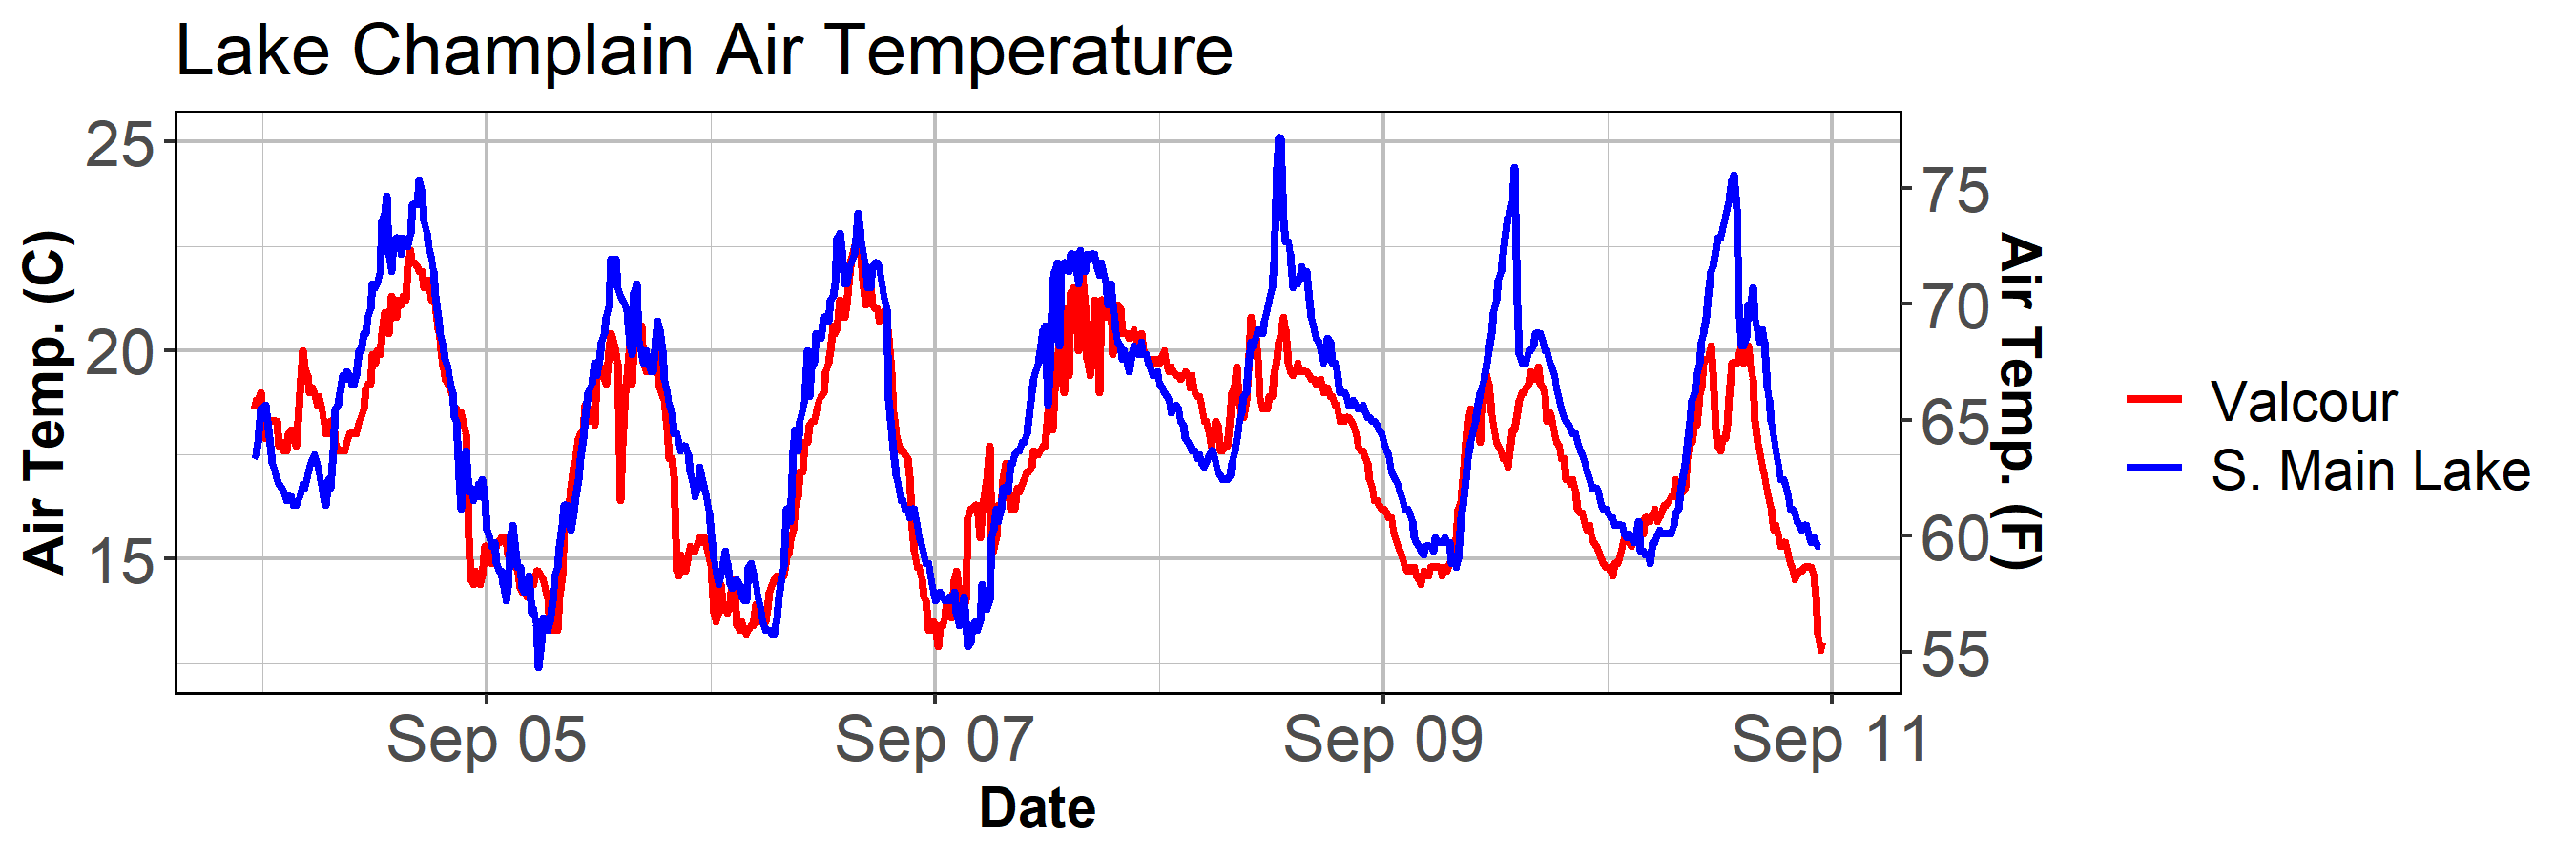 Lake Champlain Air Temperature
Air Temp. (C)
25
20
15
75
70
65
60
55
Air Temp. (F)
Sep 05
Sep 07
Sep 09
Sep 11
Date
Valcour
S. Main Lake